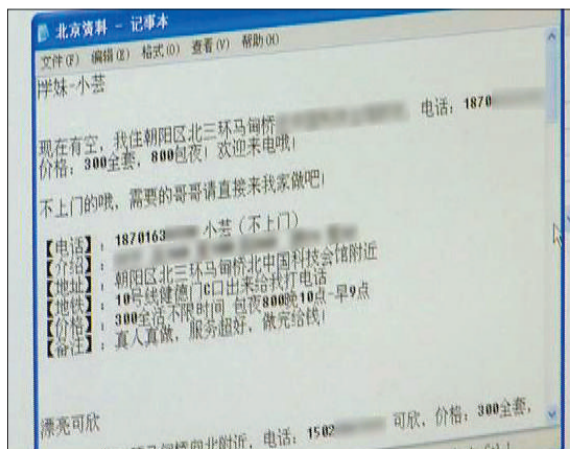 北京资料 - 记事本
文件(F) 编辑(E) 格式(O) 查看(V) 帮助(H)
学妹-小芸
现在有空，我住朝阳区北三环马甸桥 电话：1870
价格：300全套，800包夜！欢迎来电哦！
不上门的哦，需要的哥哥请直接来我家做吧！
【电话】：1870163 小芸（不上门）
【介绍】：
【地址】：朝阳区北三环马甸桥北中国科技会馆附近
【地铁】：10号线健德门C口出来给我打电话
【价格】：300全活不限时间 包夜800晚10点-早9点
【备注】：真人真做，服务超好，做完给钱！
漂亮可欣
马甸桥向北附近，电话：1502 可欣，价格：300全套，